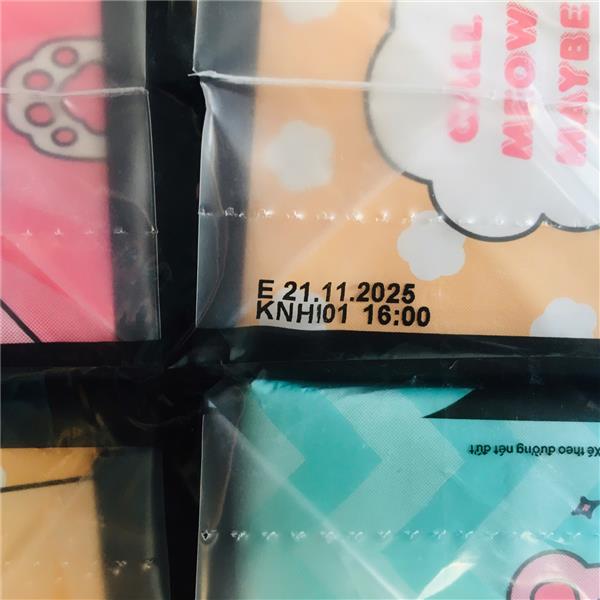 CALL
MEOW
MAYBE
E 21.11.2025
KNHI01 16:00
Xé theo đường nét đứt